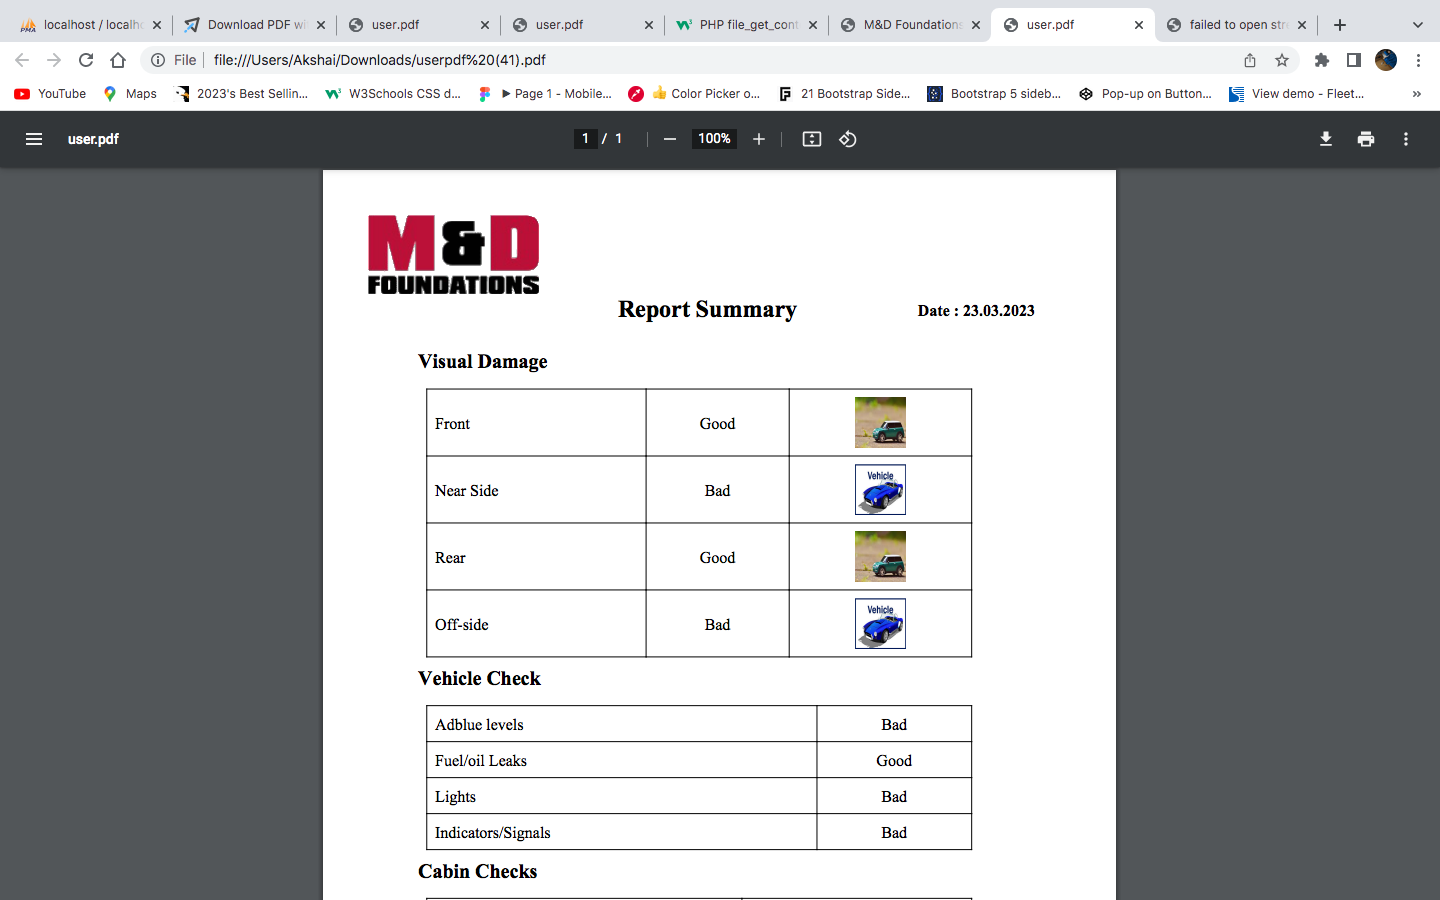 localhost / localho
Download PDF wi
user.pdf
user.pdf
PHP file_get_cont
M&D Foundations
user.pdf
failed to open stre
File
file:///Users/Akshai/Downloads/userpdf%20(41).pdf
YouTube
Maps
2023's Best Sellin...
W3Schools CSS d...
Page 1 - Mobile...
Color Picker o...
21 Bootstrap Side...
Bootstrap 5 sideb...
Pop-up on Button...
View demo - Fleet...
»
user.pdf
1 / 1
100%
M&D
FOUNDATIONS
Report Summary
Date : 23.03.2023
Visual Damage
Front Good
Near Side Bad
Vehicle
Rear Good
Off-side Bad
Vehicle
Vehicle Check
Adblue levels Bad
Fuel/oil Leaks Good
Lights Bad
Indicators/Signals Bad
Cabin Checks